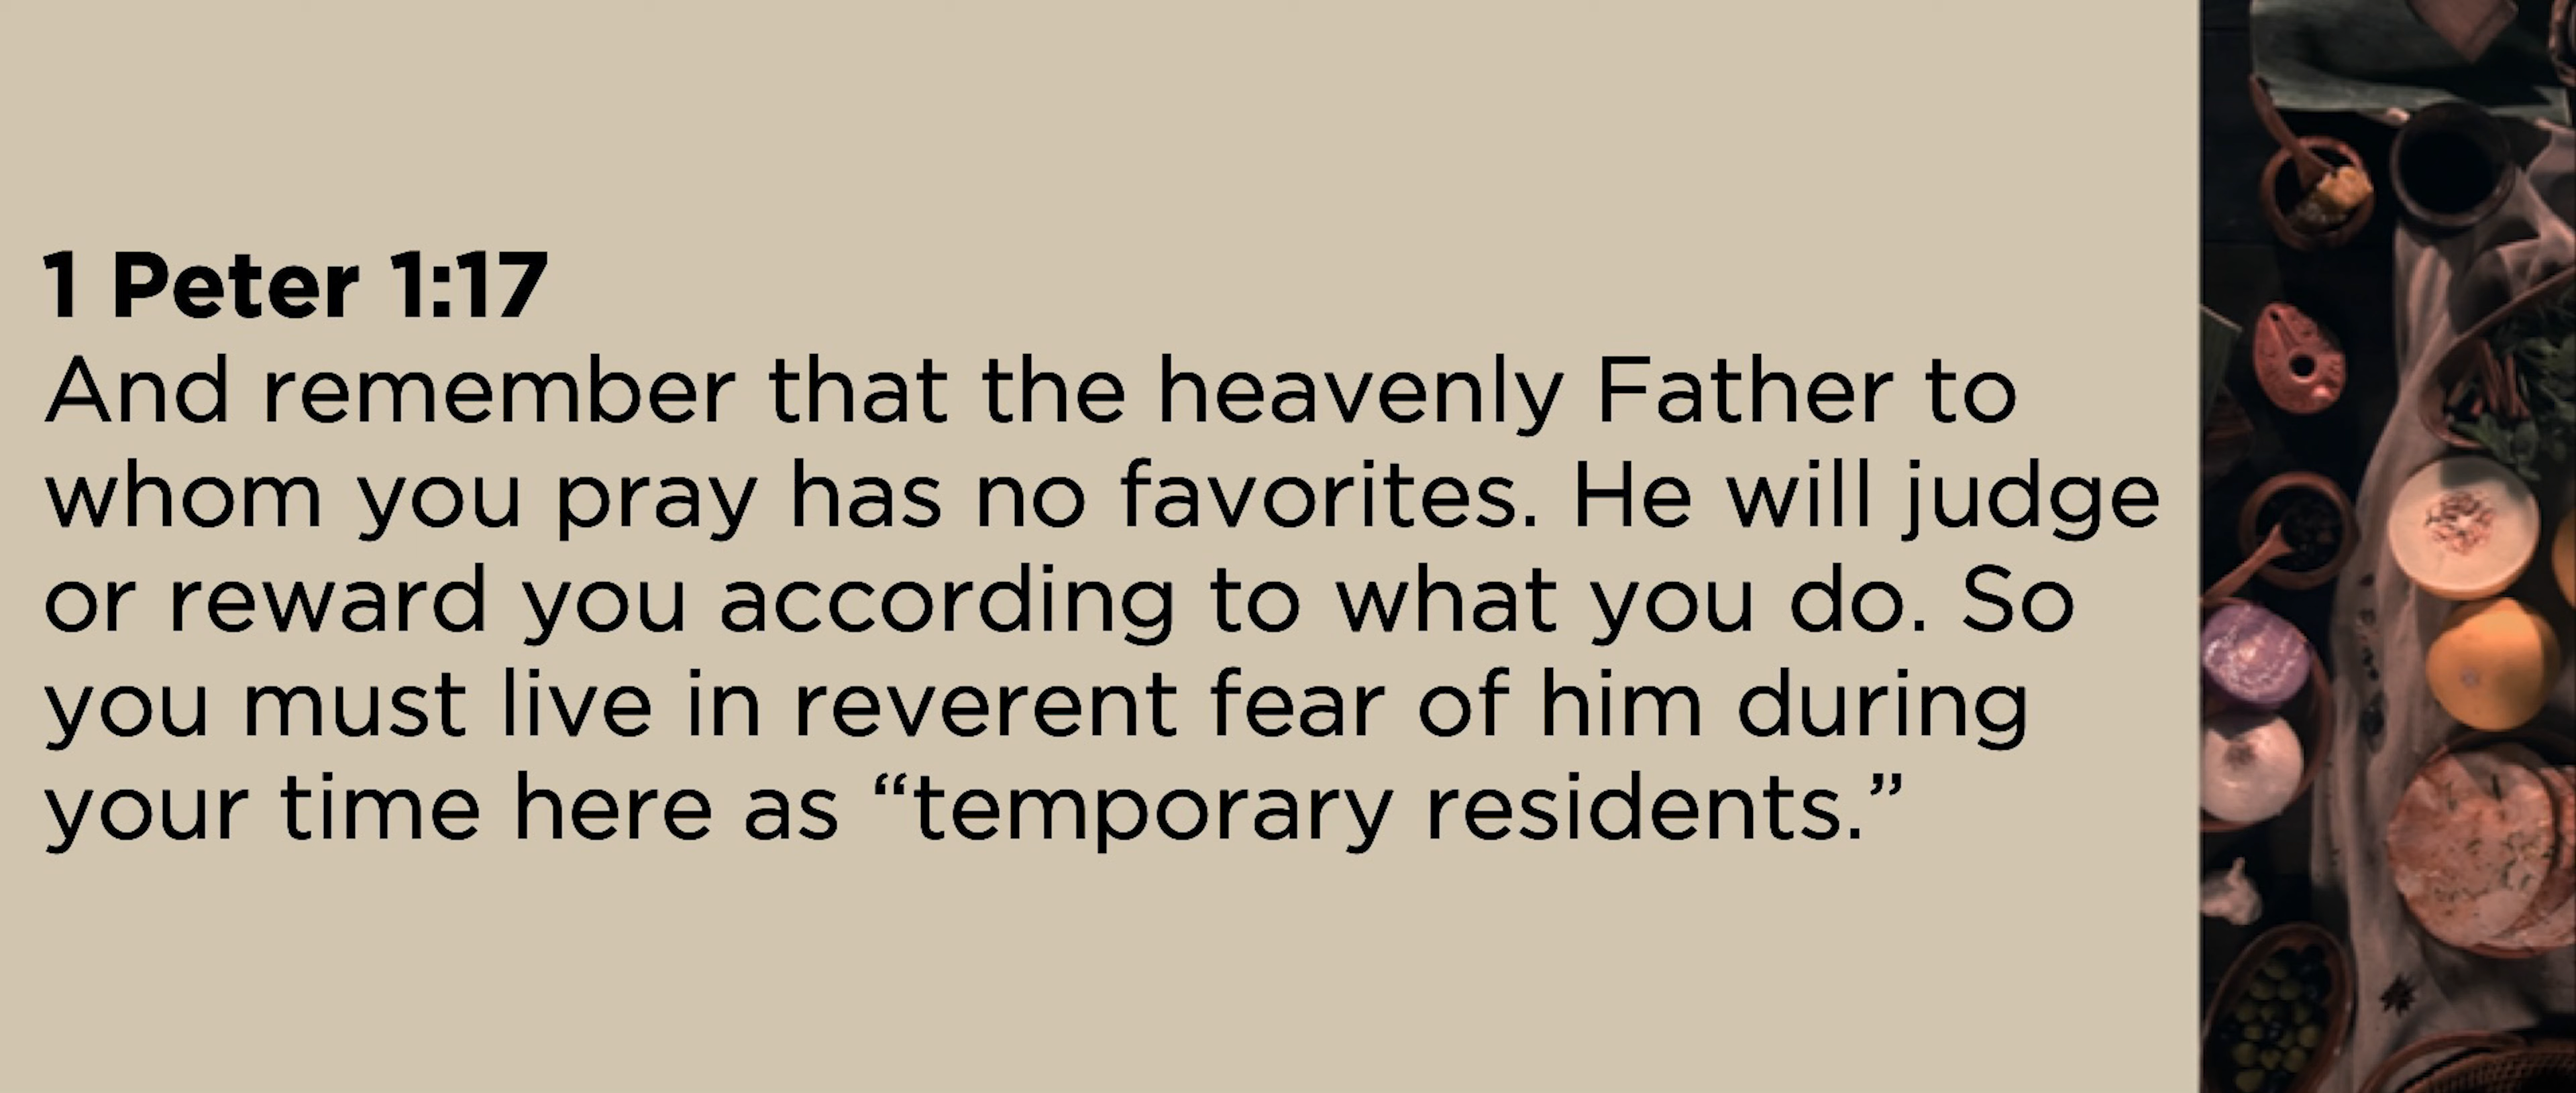 1 Peter 1:17
And remember that the heavenly Father to
whom you pray has no favorites. He will judge
or reward you according to what you do. So
you must live in reverent fear of him during
your time here as “temporary residents.”